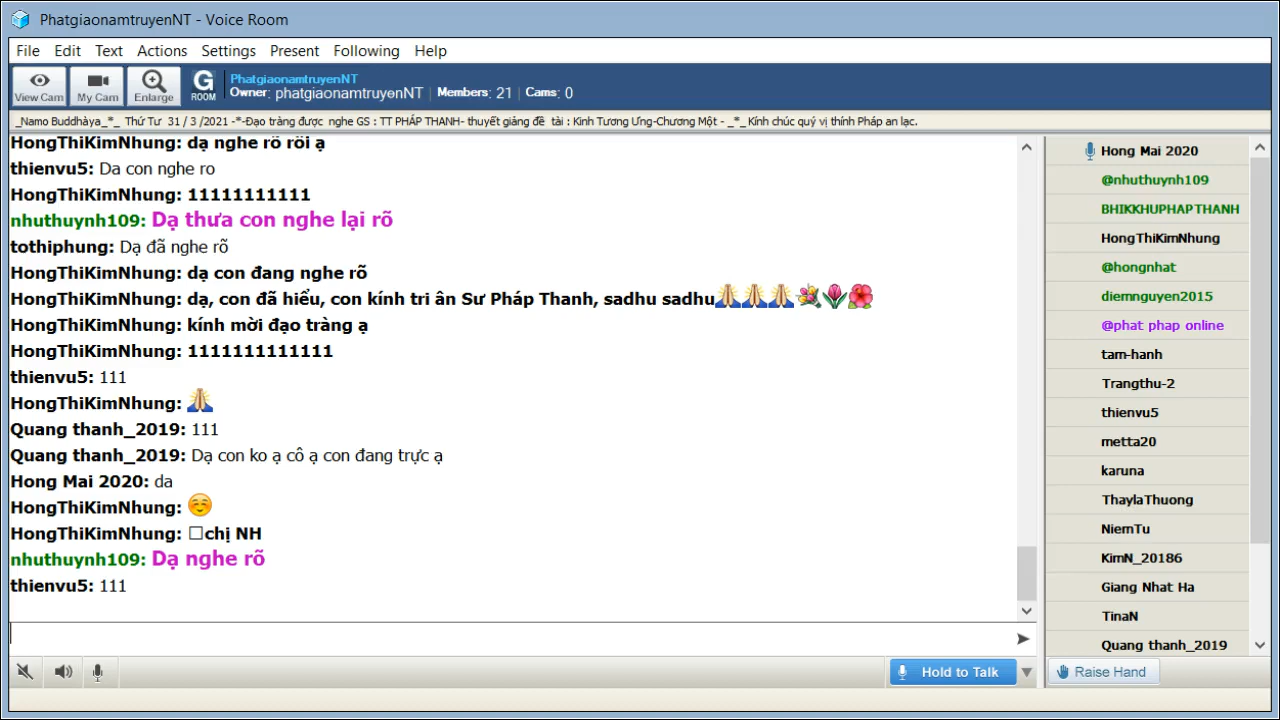 PhatgiaonamtruyenNT - Voice Room
File Edit Text Actions Settings Present Following Help
View Cam My Cam Enlarge G ROOM PhatgiaonamtruyenNT
Owner: phatgiaonamtruyenNT | Members: 21 | Cams: 0
_Namo Buddhàya_*_ Thứ Tư 31 / 3 /2021 -*-Đạo tràng được nghe GS : TT PHÁP THANH- thuyết giảng đề tài : Kinh Tương Ưng-Chương Một - _*_ Kính chúc quý vị thính Pháp an lạc.
HongThiKimNhung: dạ nghe rõ rồi ạ
thienvu5: Da con nghe ro
HongThiKimNhung: 11111111111
nhuthuynh109: Dạ thưa con nghe lại rõ
tothiphung: Dạ đã nghe rõ
HongThiKimNhung: dạ con đang nghe rõ
HongThiKimNhung: dạ, con đã hiểu, con kính tri ân Sư Pháp Thanh, sadhu sadhu🙏🙏🙏💐🌷🌺
HongThiKimNhung: kính mời đạo tràng ạ
HongThiKimNhung: 1111111111111
thienvu5: 111
HongThiKimNhung: 🙏
Quang thanh_2019: 111
Quang thanh_2019: Dạ con ko ạ cô ạ con đang trực ạ
Hong Mai 2020: da
HongThiKimNhung: ☺️
HongThiKimNhung: □chị NH
nhuthuynh109: Dạ nghe rõ
thienvu5: 111
Hong Mai 2020
@nhuthuynh109
BHIKKHUPHAPTHANH
HongThiKimNhung
@hongnhat
diemnguyen2015
@phat phap online
tam-hanh
Trangthu-2
thienvu5
metta20
karuna
ThaylaThuong
NiemTu
KimN_20186
Giang Nhat Ha
TinaN
Quang thanh_2019
Hold to Talk
Raise Hand